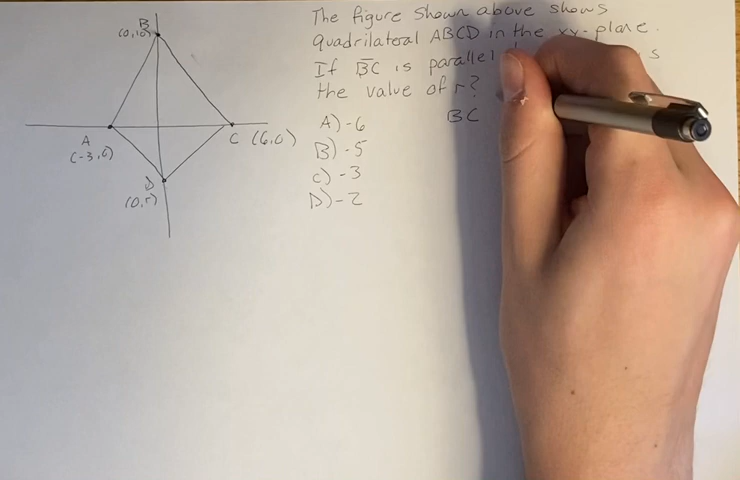 The figure shown above shows
quadrilateral ABCD in the xy-plane.
If BC is parallel
the value of r?
BC
A) -6
B) -5
C) -3
D) -2
B
(0,10)
A
(-3,0)
C (6,0)
D
(0,r)